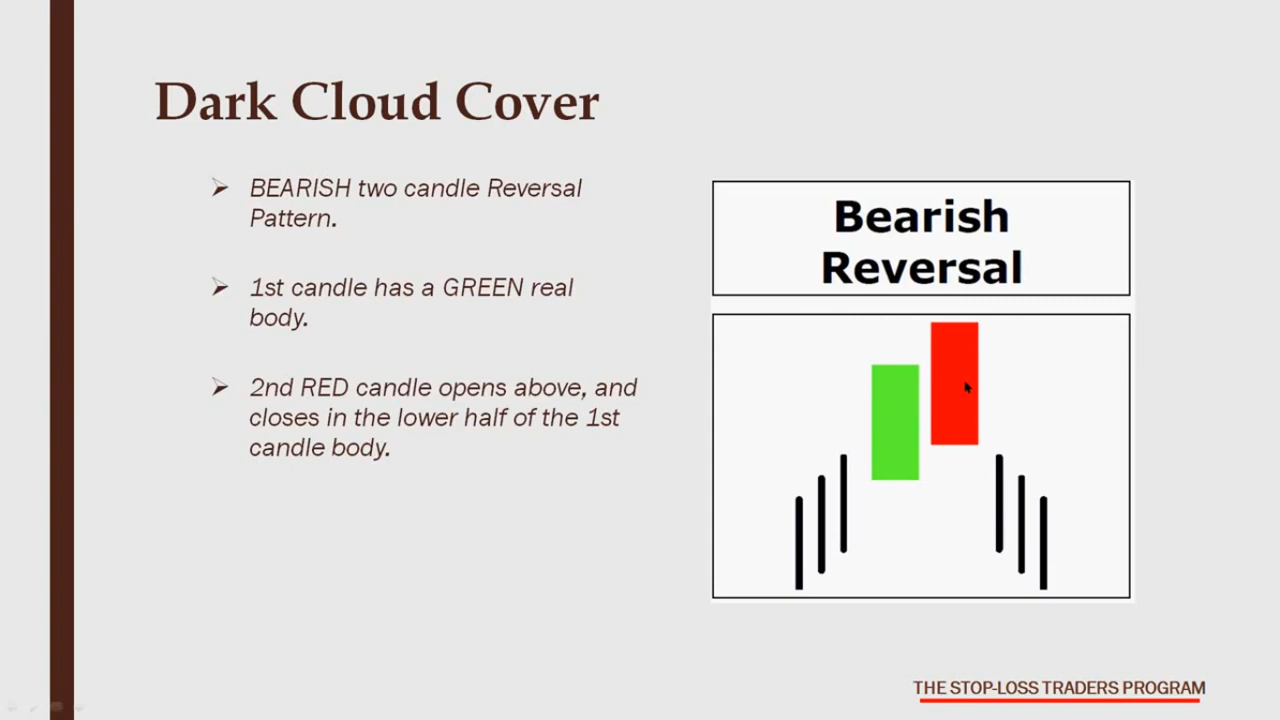 Dark Cloud Cover
BEARISH two candle Reversal
Pattern.
1st candle has a GREEN real
body.
2nd RED candle opens above, and
closes in the lower half of the 1st
candle body.
Bearish
Reversal
THE STOP-LOSS TRADERS PROGRAM